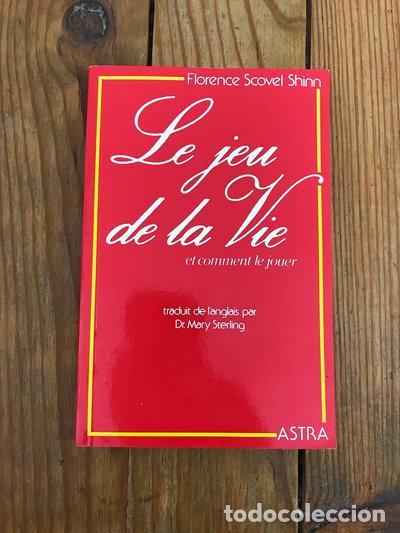 Florence Scovel Shinn
Le jeu
de la Vie
et comment le jouer
traduit de l'anglais par
Dr. Mary Sterling
ASTRA
todocoleccion